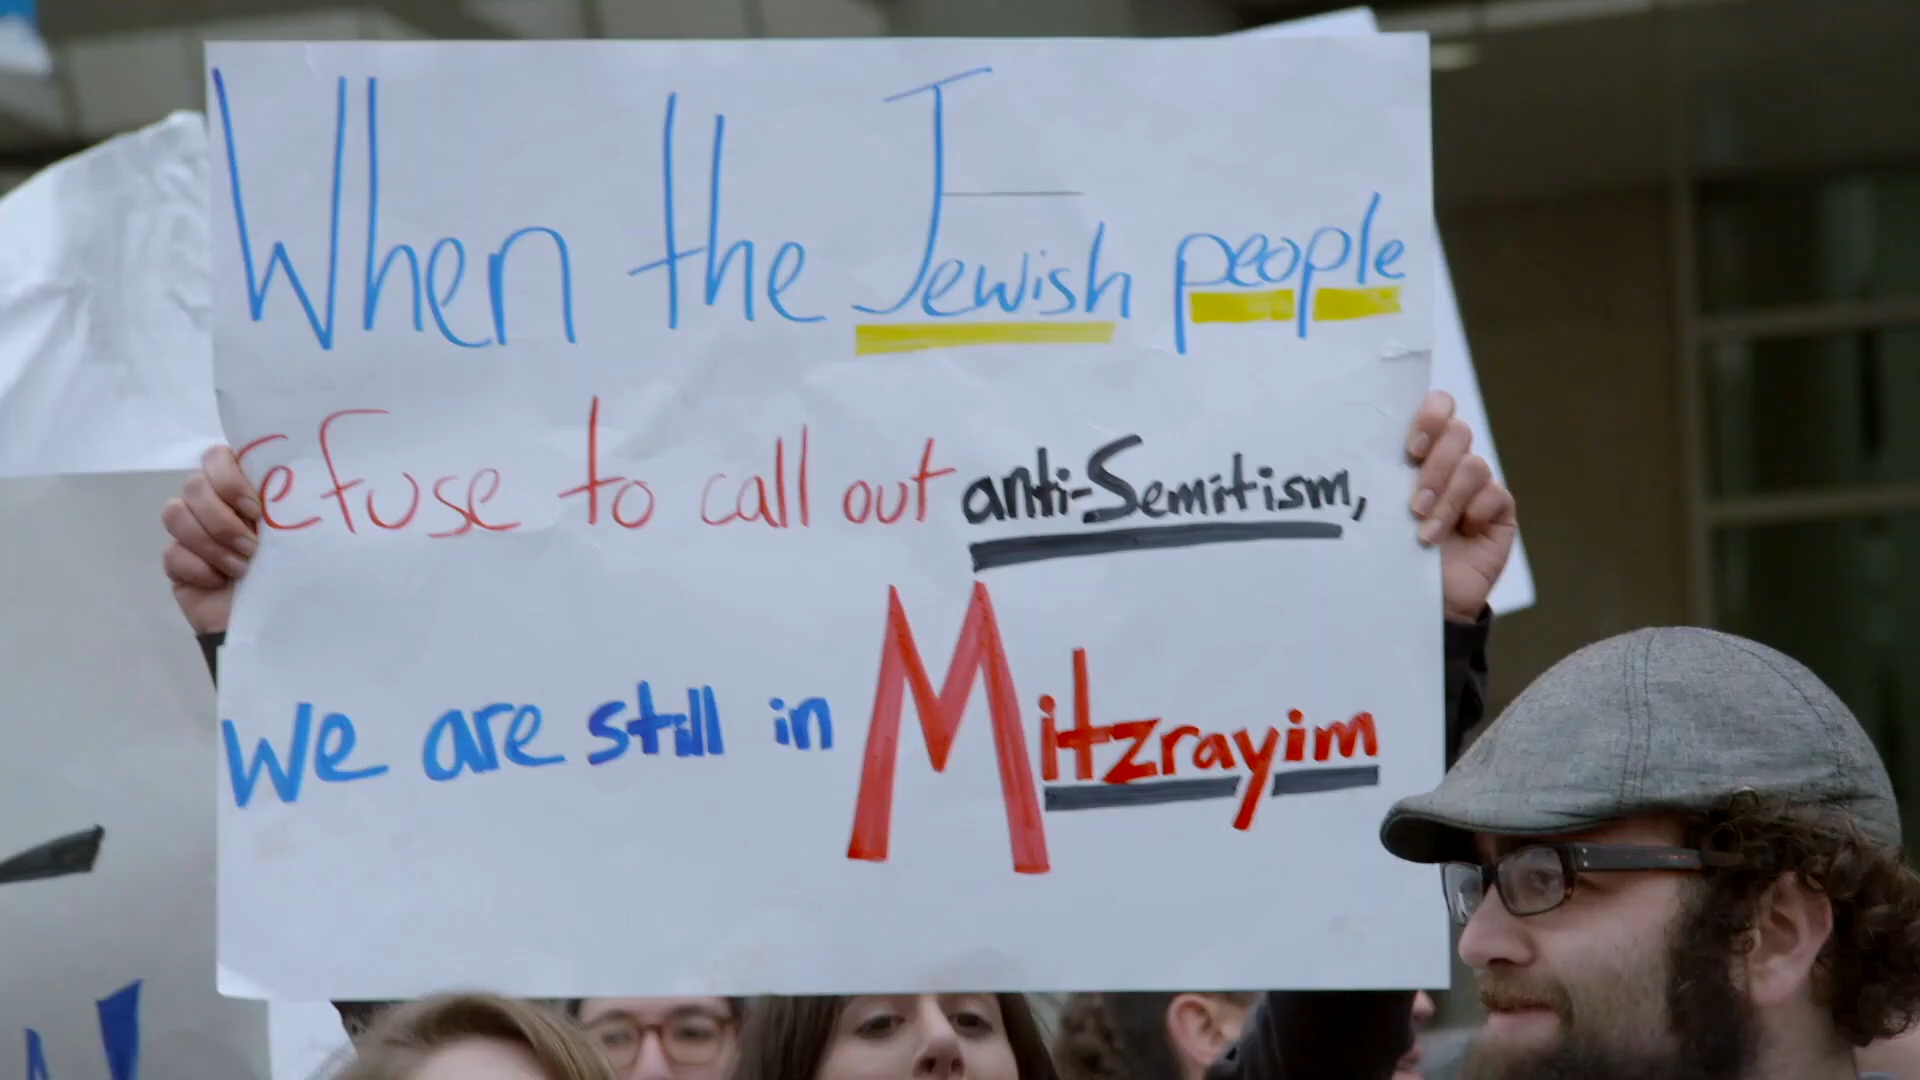 When the Jewish people
refuse to call out anti-Semitism,
we are still in Mitzrayim